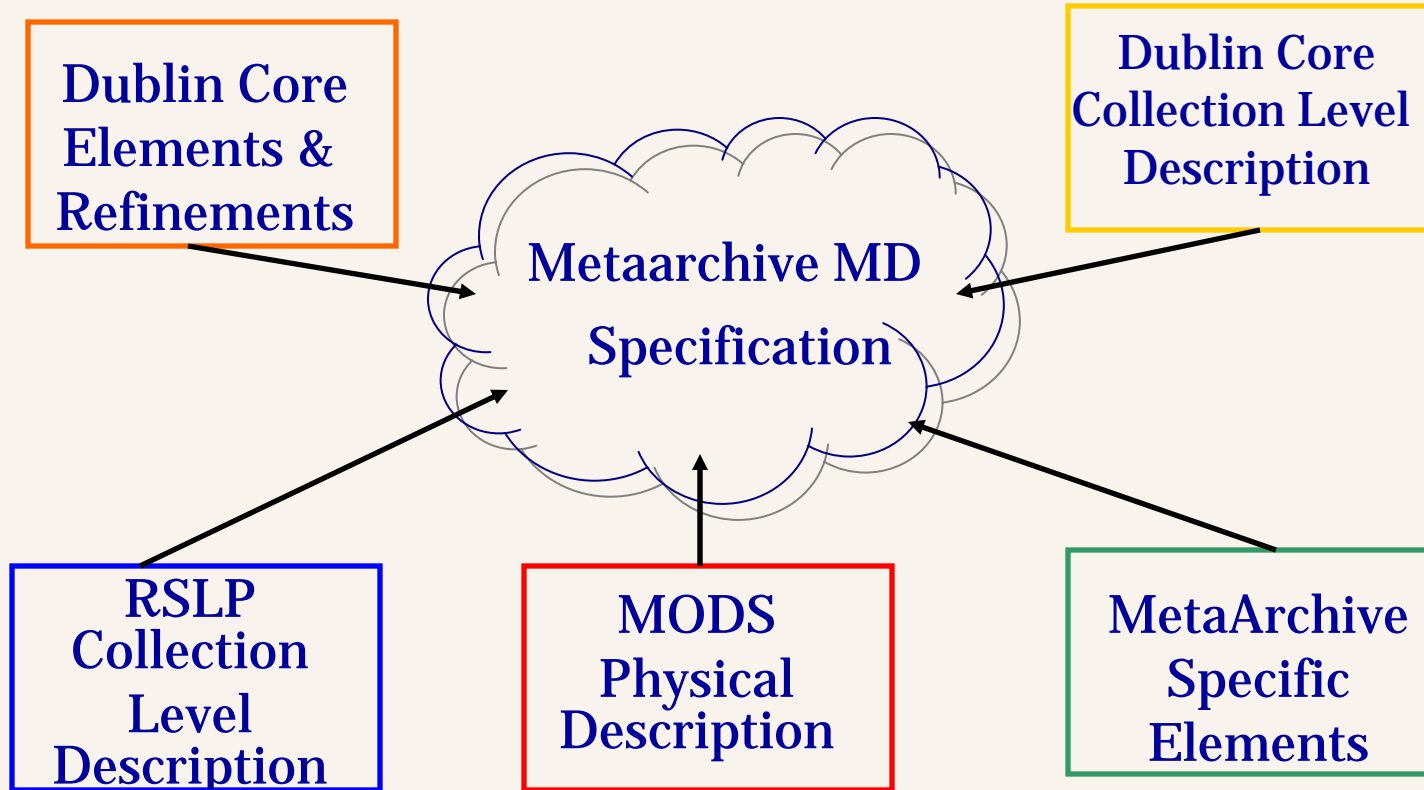 Dublin Core
Elements &
Refinements
Dublin Core
Collection Level
Description
Metaarchive MD
Specification
RSLP
Collection
Level
Description
MODS
Physical
Description
MetaArchive
Specific
Elements